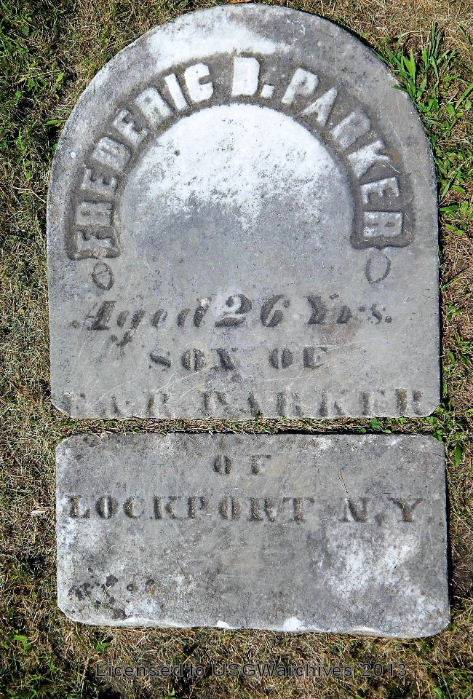 FREDERIC D. PARKER
Aged 26 Yrs.
SON OF
PARKER
OF
LOCKPORT N.Y
Licensed to USGWarchives 2013